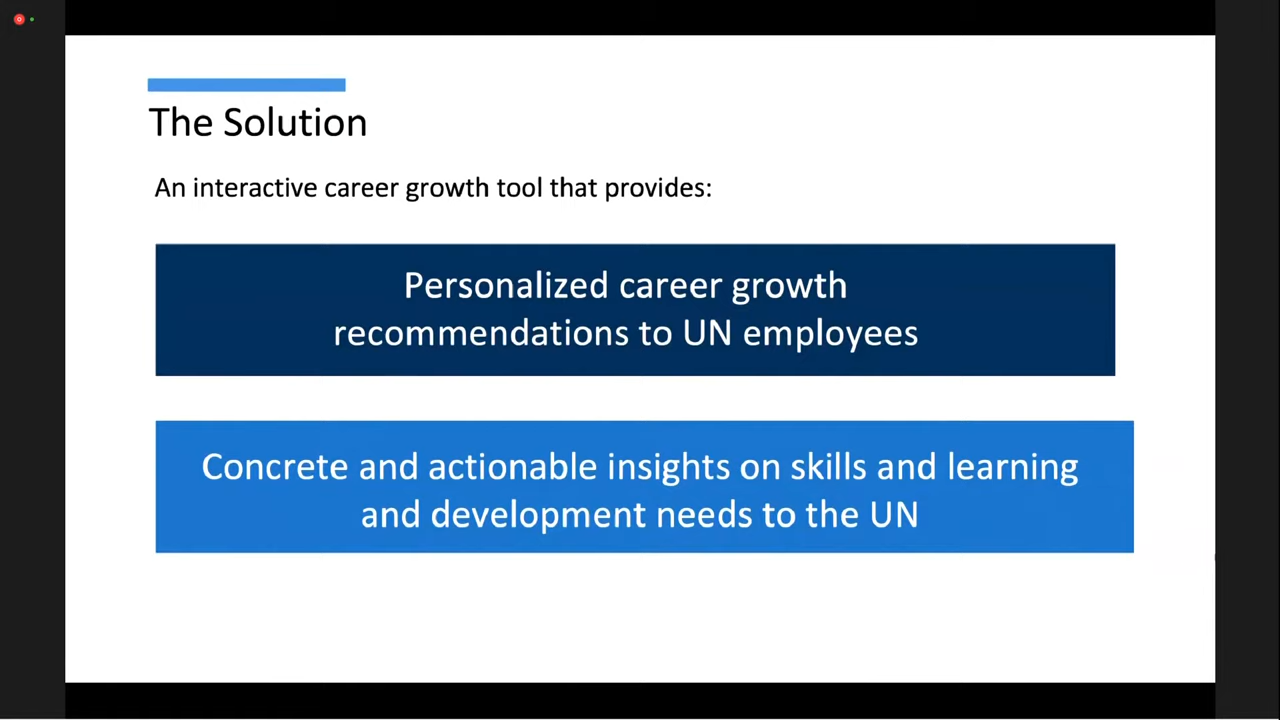 The Solution
An interactive career growth tool that provides:
Personalized career growth
recommendations to UN employees
Concrete and actionable insights on skills and learning
and development needs to the UN